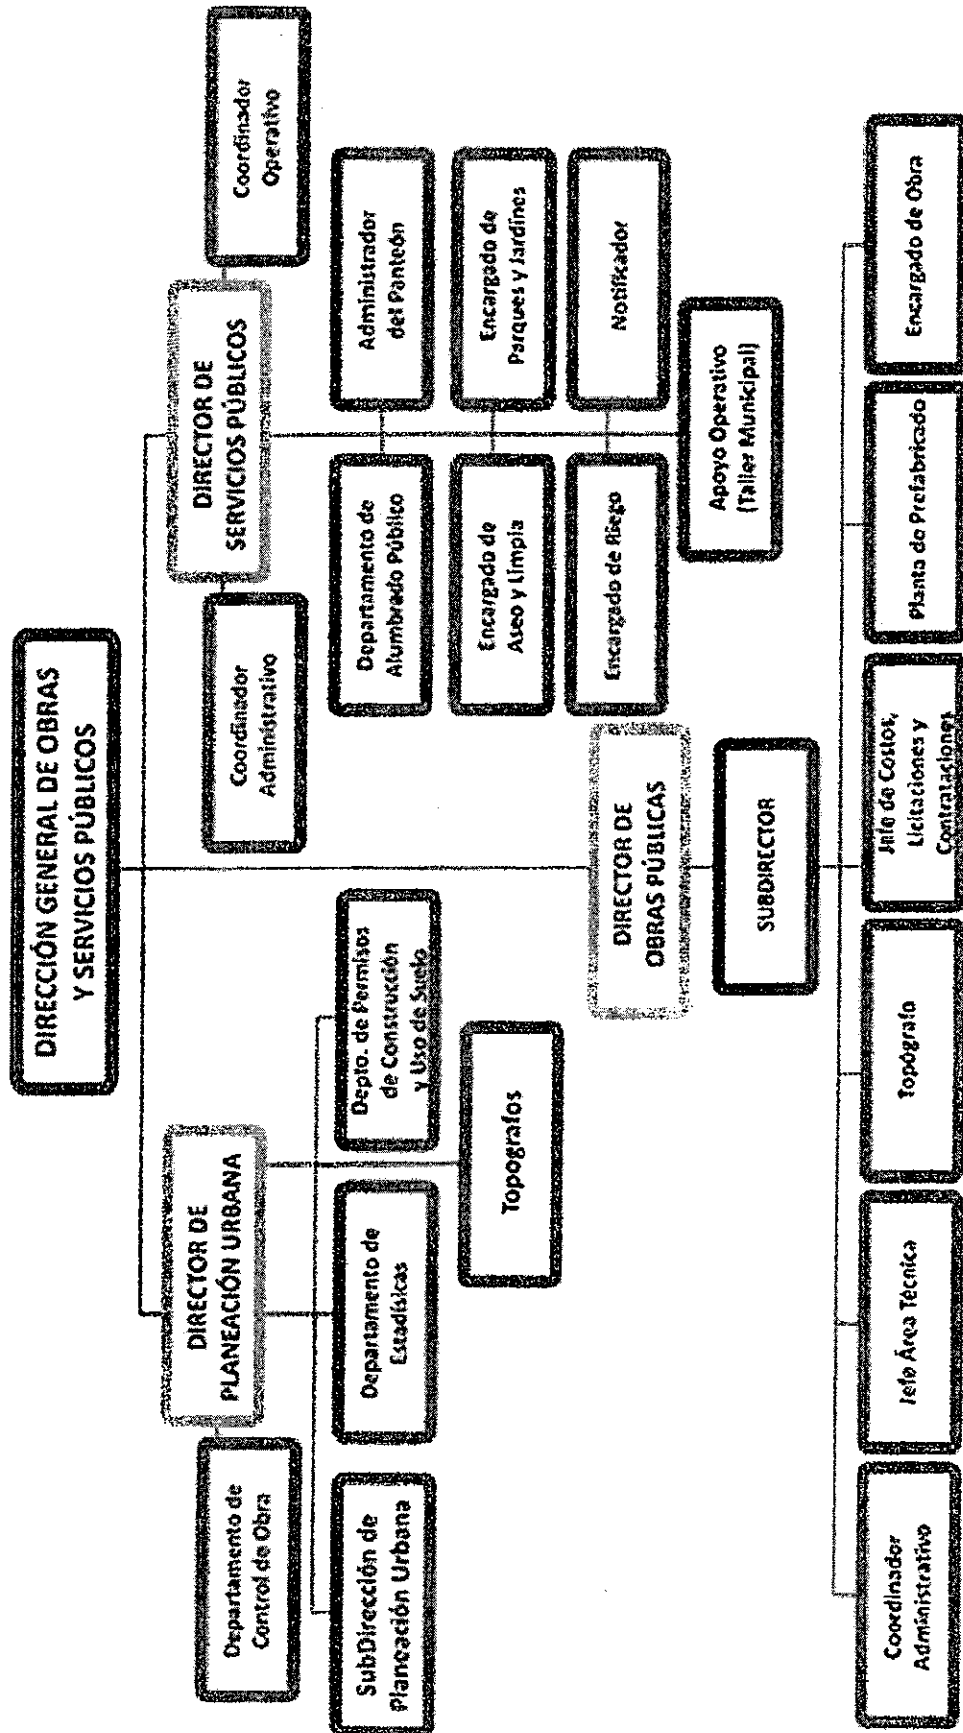 DIRECCIÓN GENERAL DE OBRAS
Y SERVICIOS PÚBLICOS
DIRECTOR DE
PLANEACIÓN URBANA
Departamento de
Control de Obra
SubDirección de
Planeación Urbana
Departamento de
Estadísicas
Depto. de Permisos
de Construcción
y Uso de Suelo
Topografos
DIRECTOR DE
SERVICIOS PÚBLICOS
Coordinador
Administrativo
Coordinador
Operativo
Departamento de
Alumbrado Público
Administrador
del Panteón
Encargado de
Aseo y Limpia
Encargado de
Parques y Jardines
Encargado de Riego
Notificador
Apoyo Operativo
(Taller Municipal)
DIRECTOR DE
OBRAS PÚBLICAS
SUBDIRECTOR
Coordinador
Administrativo
Jefe Área Técnica
Topógrafo
Jefe de Costos,
Licitaciones y
Contrataciones
Planta de Prefabricado
Encargado de Obra